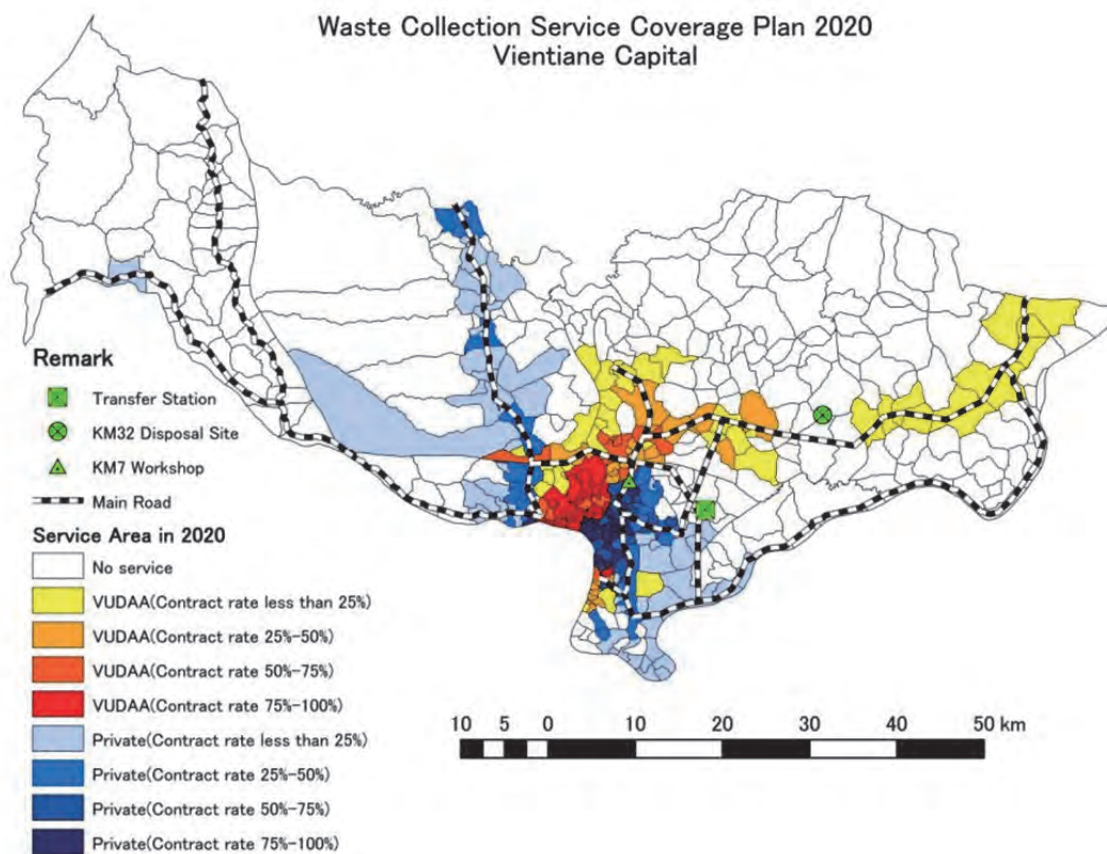 Waste Collection Service Coverage Plan 2020
Vientiane Capital
Remark
Transfer Station
KM32 Disposal Site
KM7 Workshop
Main Road
Service Area in 2020
No service
VUDAA(Contract rate less than 25%)
VUDAA(Contract rate 25%-50%)
VUDAA(Contract rate 50%-75%)
VUDAA(Contract rate 75%-100%)
Private(Contract rate less than 25%)
Private(Contract rate 25%-50%)
Private(Contract rate 50%-75%)
Private(Contract rate 75%-100%)
10 5 0 10 20 30 40 50 km